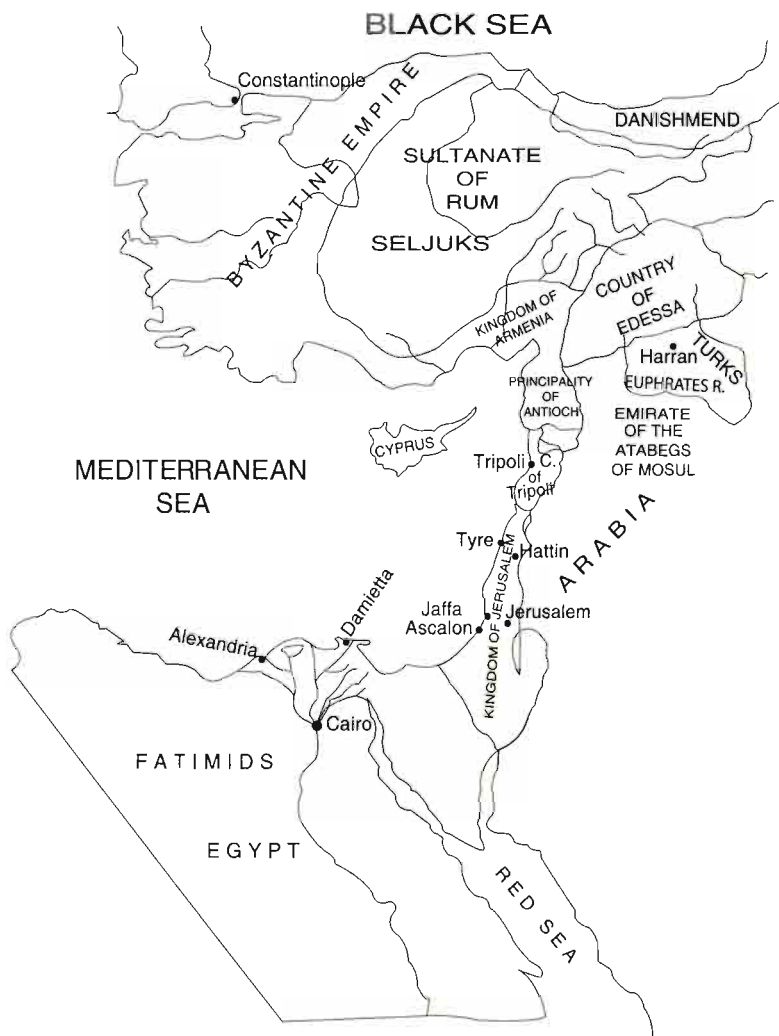 BLACK SEA
Constantinople
BYZANTINE EMPIRE
DANISHMEND
SULTANATE
OF
RUM
SELJUKS
COUNTRY
OF
EDESSA
KINGDOM OF
ARMENIA
Harran
TURKS
EUPHRATES R.
PRINCIPALITY
OF
ANTIOCH
EMIRATE
OF THE
ATABEGS
OF MOSUL
CYPRUS
MEDITERRANEAN
SEA
Tripoli
C.
of
Tripoli
ARABIA
Tyre
Hattin
KINGDOM OF JERUSALEM
Jaffa
Ascalon
Jerusalem
Damietta
Alexandria
Cairo
FATIMIDS
EGYPT
RED SEA